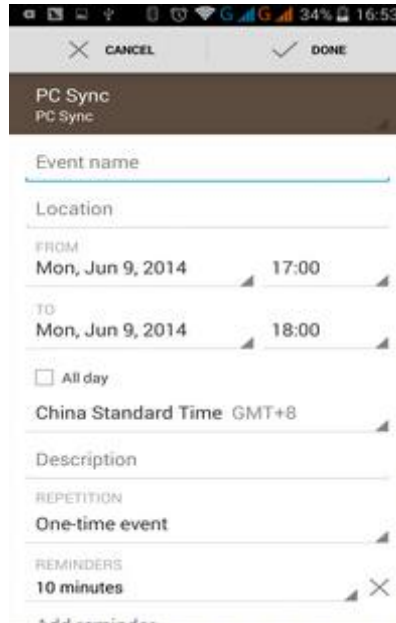 G G 34% 16:53
CANCEL DONE
PC Sync
PC Sync
Event name
Location
FROM
Mon, Jun 9, 2014 17:00
TO
Mon, Jun 9, 2014 18:00
All day
China Standard Time GMT+8
Description
REPETITION
One-time event
REMINDERS
10 minutes
Add reminder